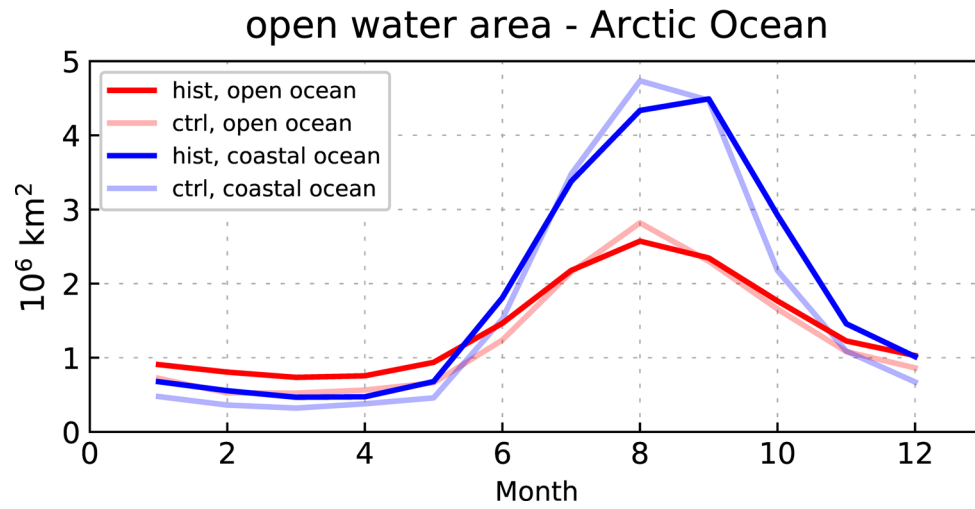 open water area - Arctic Ocean
5
4
3
2
1
0
10⁶ km²
hist, open ocean
ctrl, open ocean
hist, coastal ocean
ctrl, coastal ocean
0 2 4 6 8 10 12
Month